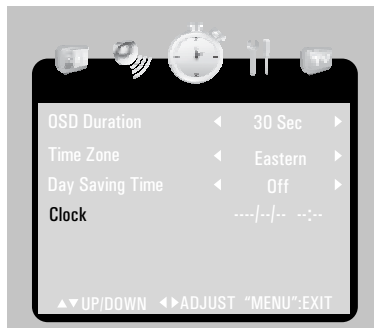 OSD Duration ◀ 30 Sec ▶
Time Zone ◀ Eastern ▶
Day Saving Time ◀ Off ▶
Clock ----/--/-- --:--
▲▼UP/DOWN ◀▶ADJUST "MENU":EXIT